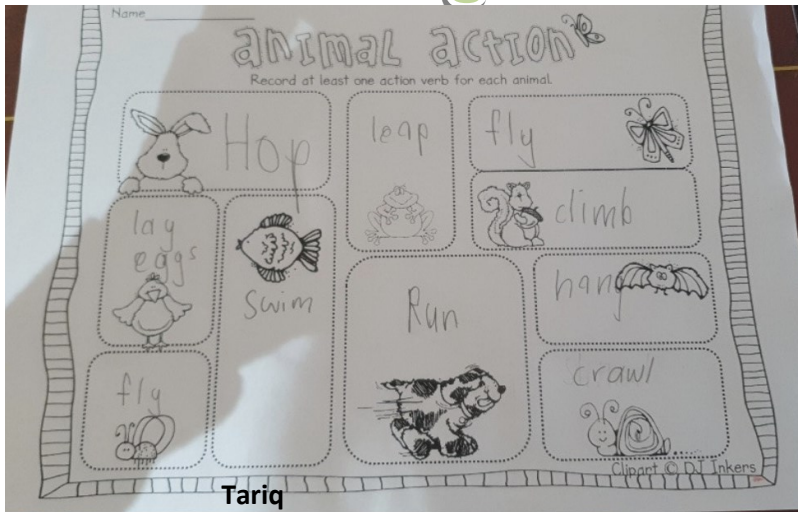 Name
animal action
Record at least one action verb for each animal.
Hop
leap
fly
climb
lay
eggs
swim
Run
hang
fly
crawl
Clipart © DJ Inkers
Tariq